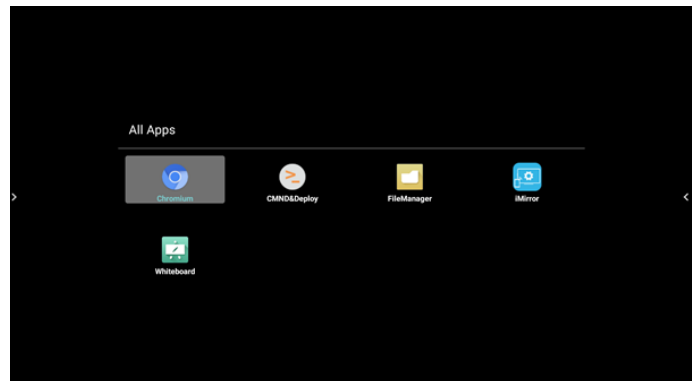 All Apps
Chromium
CMND&Deploy
FileManager
iMirror
Whiteboard